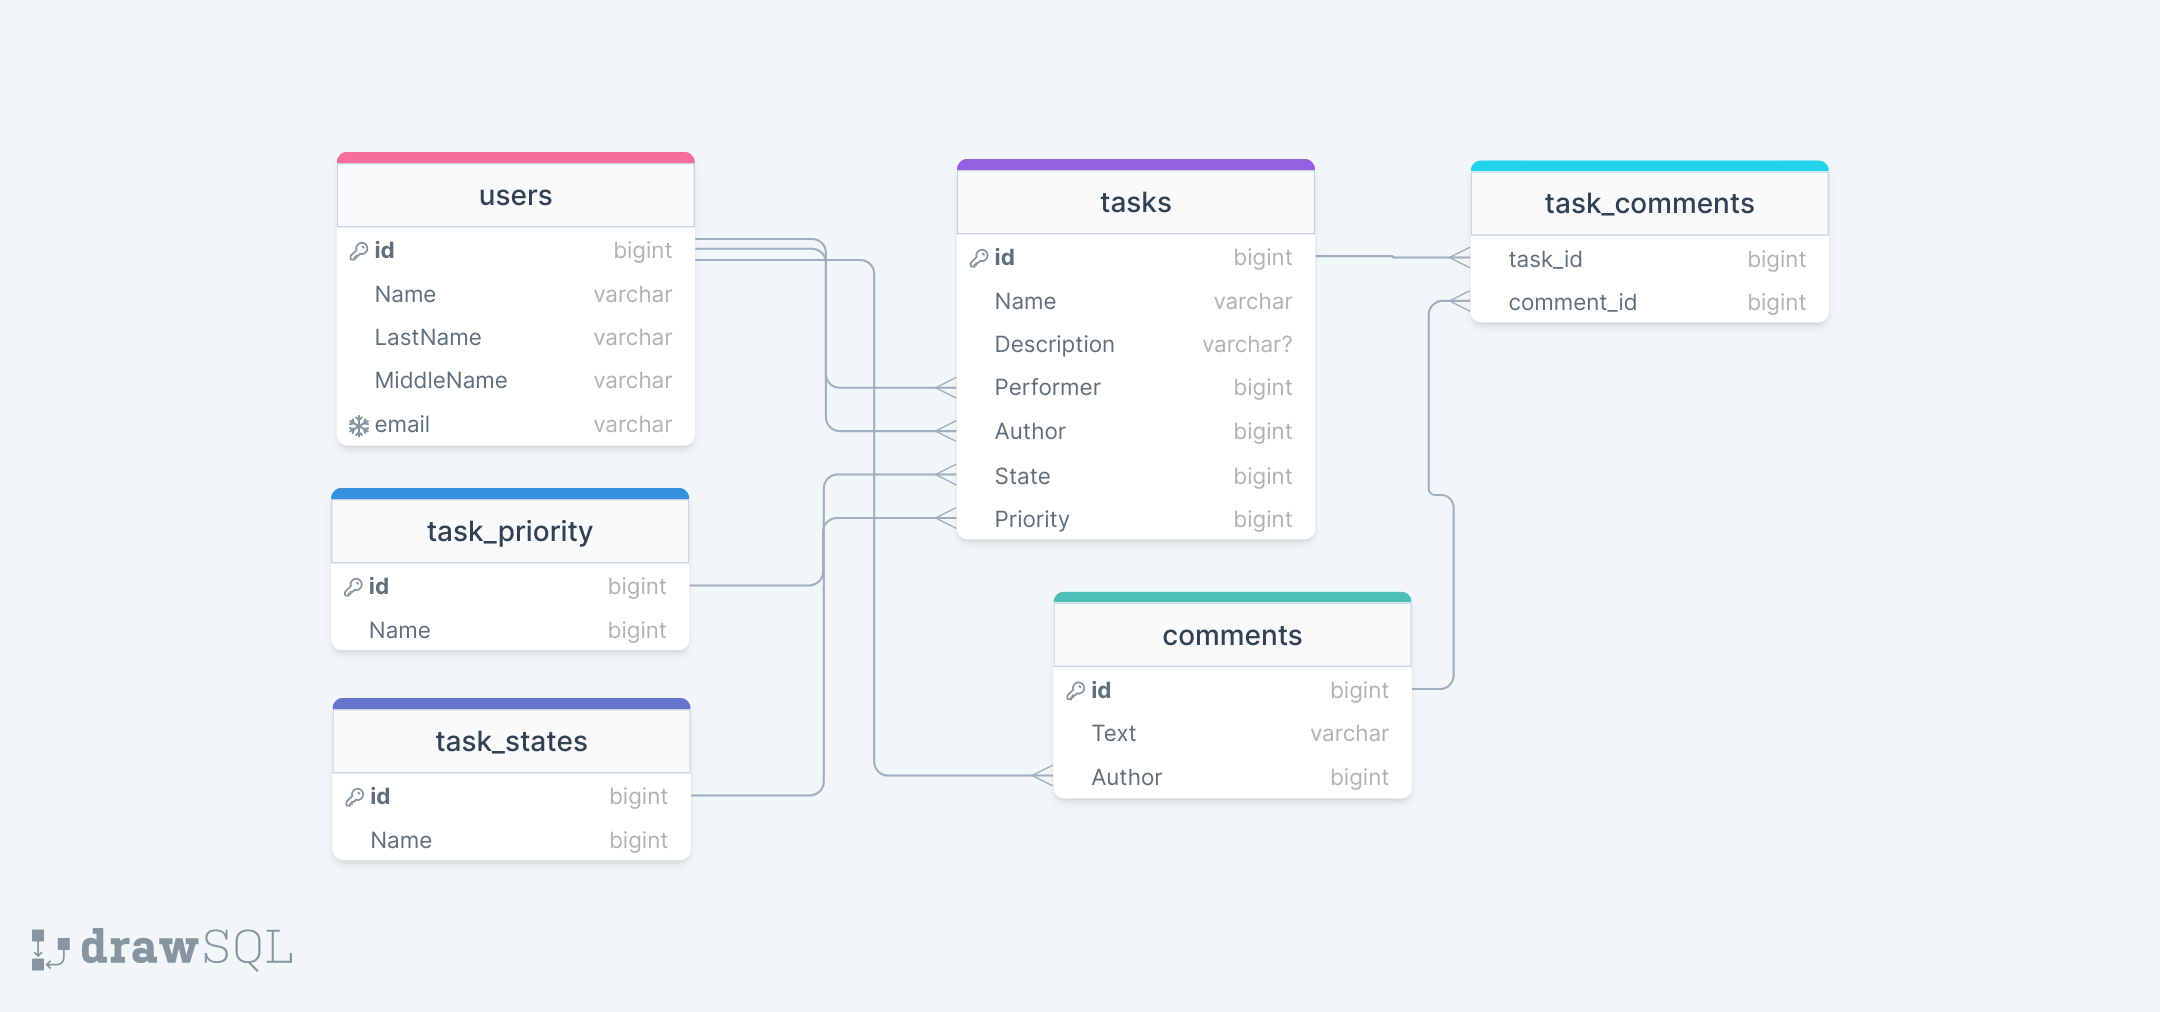 users
id bigint
Name varchar
LastName varchar
MiddleName varchar
email varchar
task_priority
id bigint
Name bigint
task_states
id bigint
Name bigint
tasks
id bigint
Name varchar
Description varchar?
Performer bigint
Author bigint
State bigint
Priority bigint
comments
id bigint
Text varchar
Author bigint
task_comments
task_id bigint
comment_id bigint
drawSQL